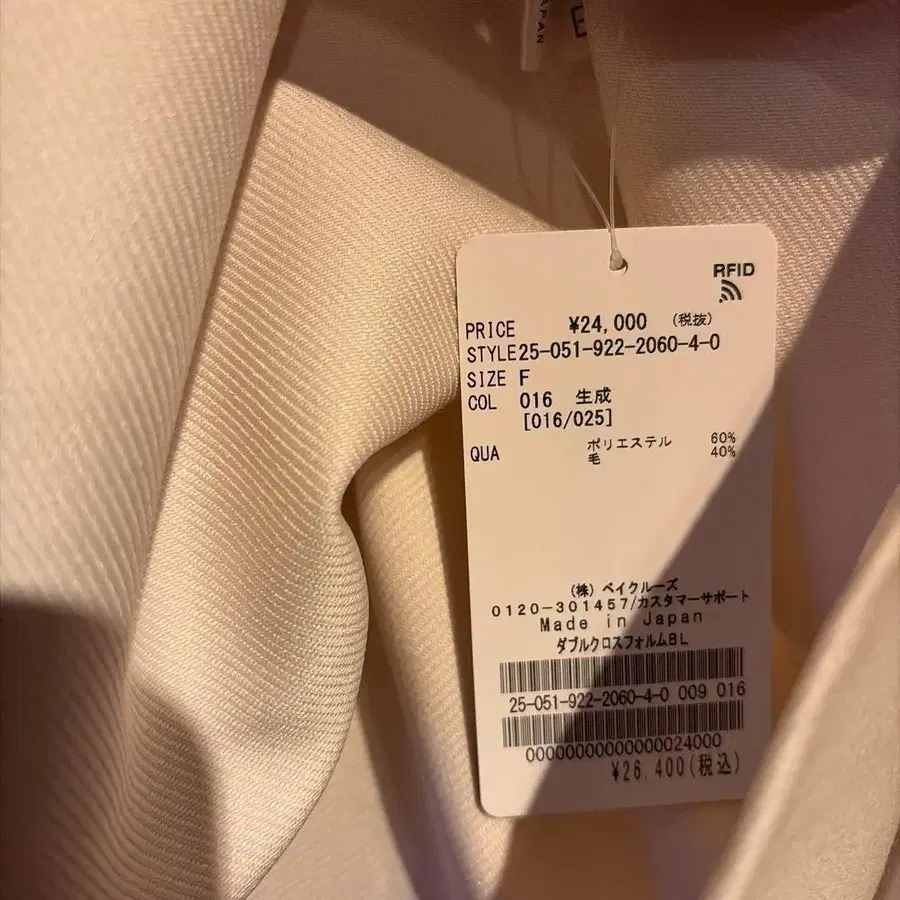 JAPAN
RFID
PRICE ¥24,000 (税抜)
STYLE25-051-922-2060-4-0
SIZE F
COL 016 生成
[016/025]
QUA ポリエステル 60%
毛 40%
(株) ベイクルーズ
0120-301457/カスタマーサポート
Made in Japan
ダブルクロスフォルムBL
25-051-922-2060-4-0 009 016
00000000000000024000
¥26,400(税込)